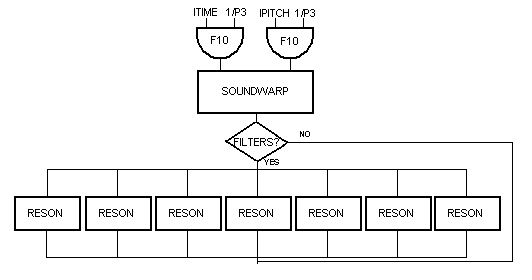 ITIME 1/P3 IPITCH 1/P3
F10 F10
SOUNDWARP
FILTERS? NO
YES
RESON RESON RESON RESON RESON RESON RESON